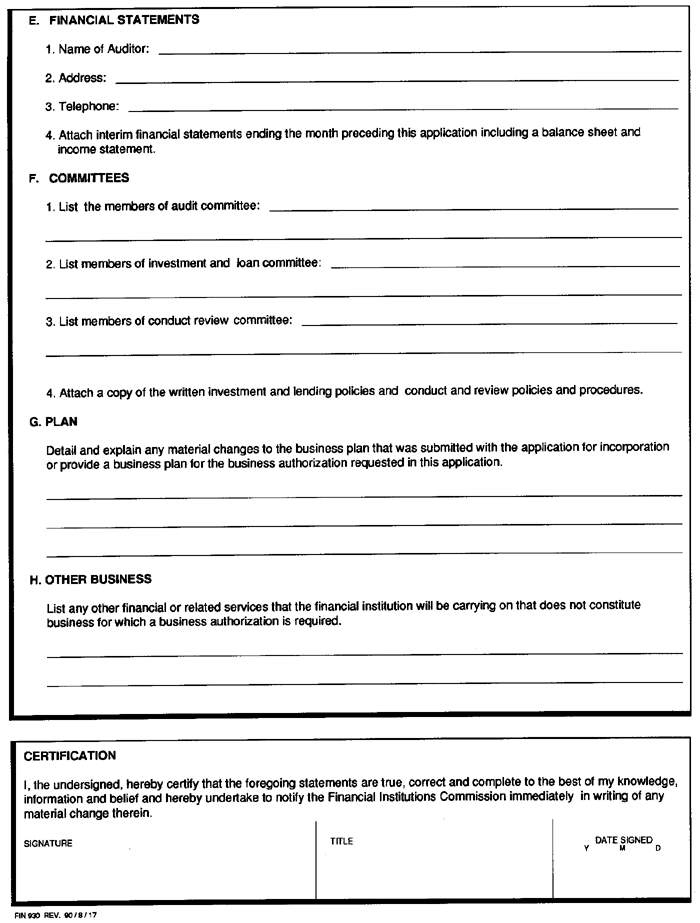 E. FINANCIAL STATEMENTS
1. Name of Auditor:
2. Address:
3. Telephone:
4. Attach interim financial statements ending the month preceding this application including a balance sheet and
income statement.
F. COMMITTEES
1. List the members of audit committee:
2. List members of investment and loan committee:
3. List members of conduct review committee:
4. Attach a copy of the written investment and lending policies and conduct and review policies and procedures.
G. PLAN
Detail and explain any material changes to the business plan that was submitted with the application for incorporation
or provide a business plan for the business authorization requested in this application.
H. OTHER BUSINESS
List any other financial or related services that the financial institution will be carrying on that does not constitute
business for which a business authorization is required.
CERTIFICATION
I, the undersigned, hereby certify that the foregoing statements are true, correct and complete to the best of my knowledge,
information and belief and hereby undertake to notify the Financial Institutions Commission immediately in writing of any
material change therein.
SIGNATURE
TITLE
DATE SIGNED
Y M D
FIN 930 REV. 90/8/17